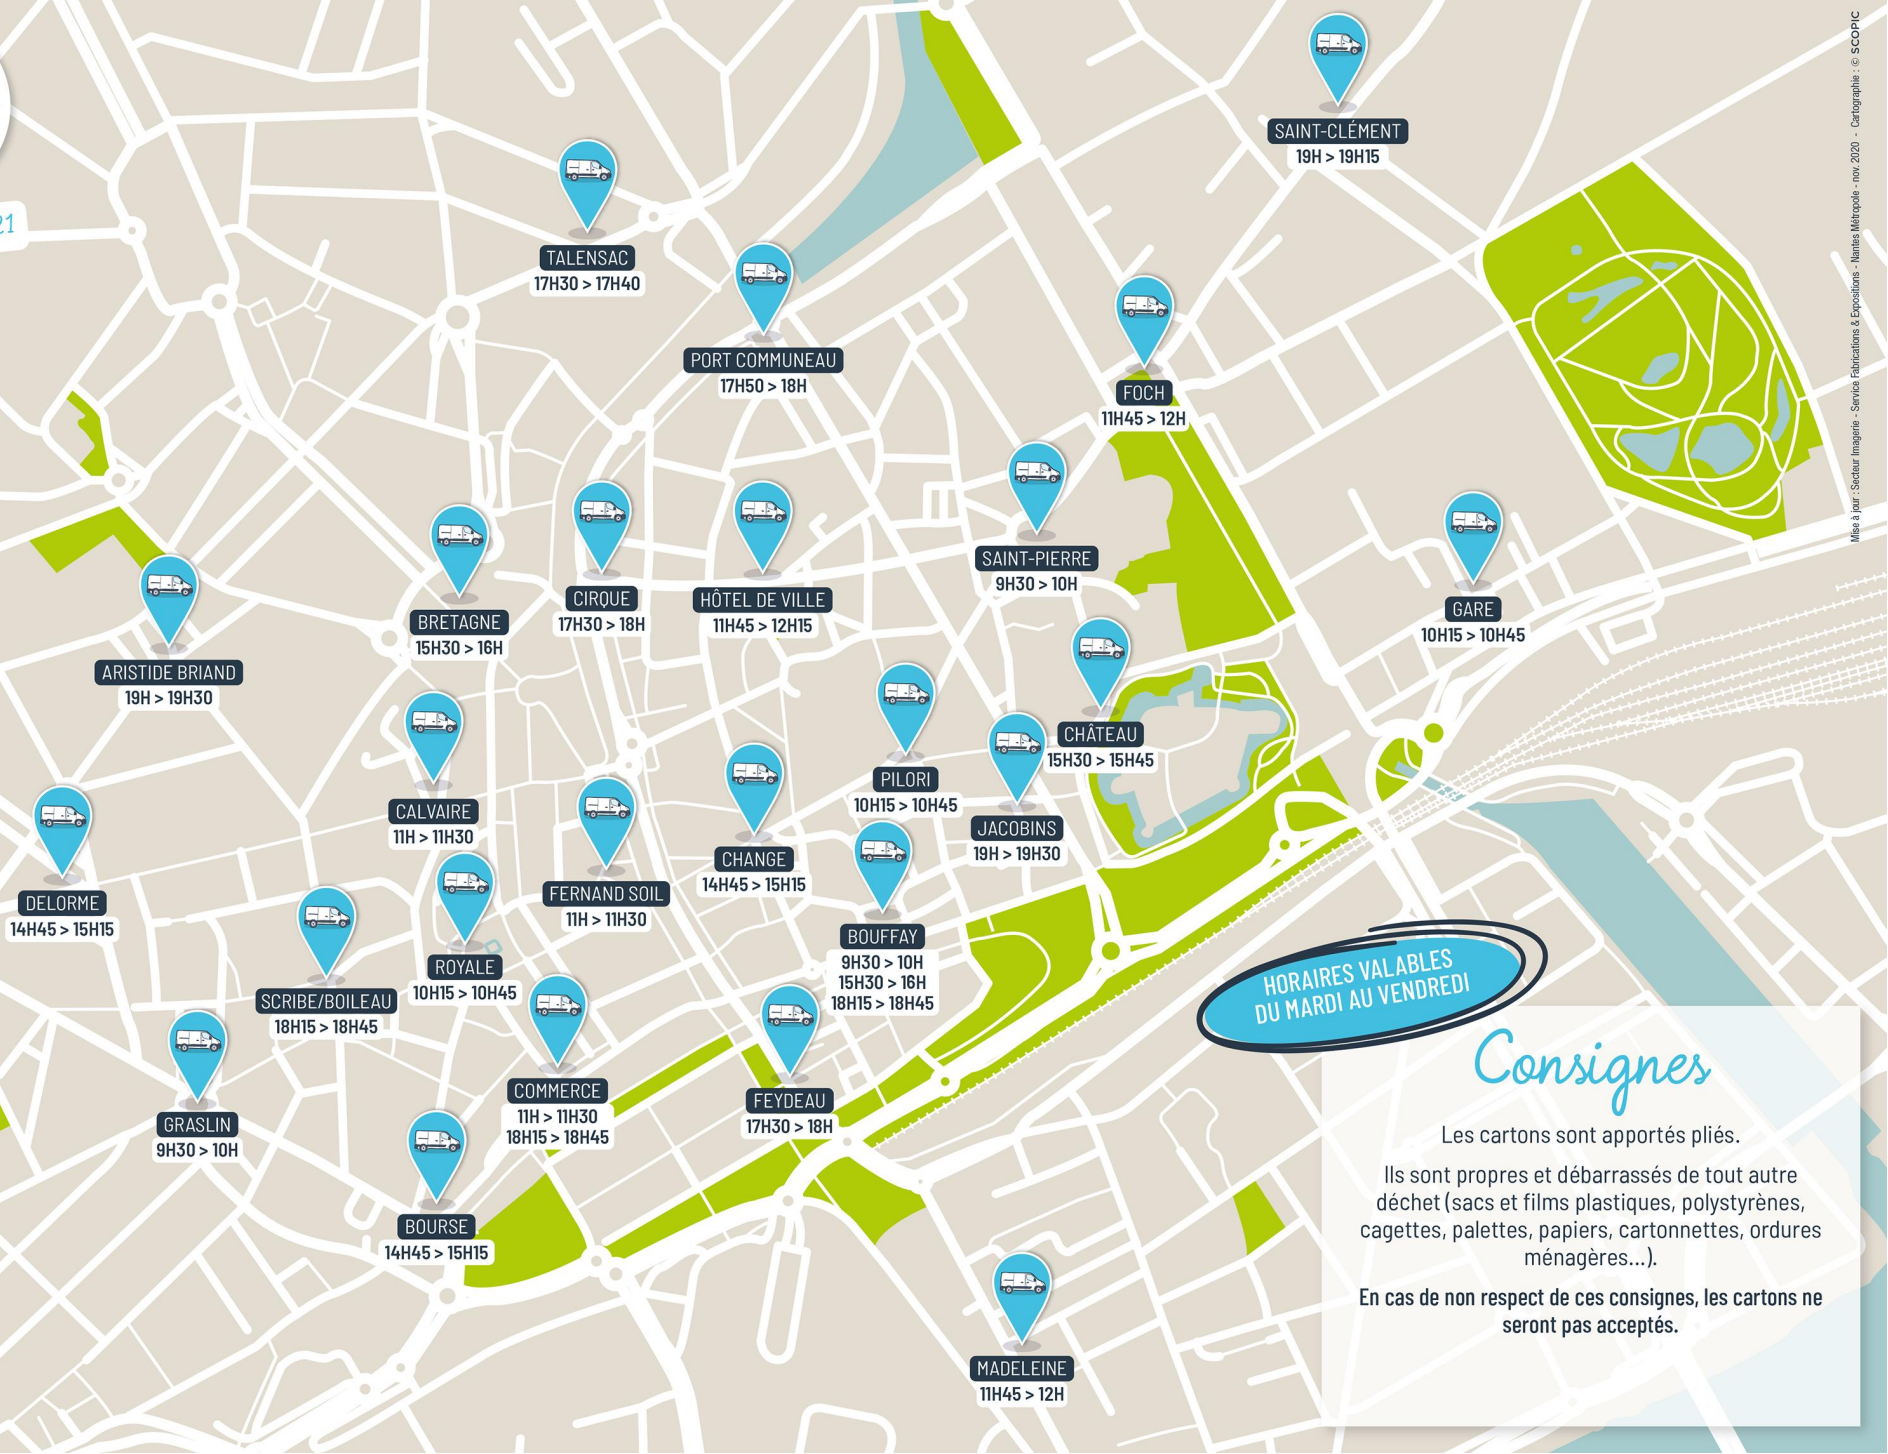 SAINT-CLÉMENT
19H > 19H15
TALENSAC
17H30 > 17H40
21
PORT COMMUNEAU
17H50 > 18H
FOCH
11H45 > 12H
SAINT-PIERRE
9H30 > 10H
GARE
10H15 > 10H45
CIRQUE
17H30 > 18H
HÔTEL DE VILLE
11H45 > 12H15
BRETAGNE
15H30 > 16H
ARISTIDE BRIAND
19H > 19H30
CHÂTEAU
15H30 > 15H45
PILORI
10H15 > 10H45
CALVAIRE
11H > 11H30
JACOBINS
19H > 19H30
CHANGE
14H45 > 15H15
FERNAND SOIL
11H > 11H30
DELORME
14H45 > 15H15
BOUFFAY
9H30 > 10H
15H30 > 16H
18H15 > 18H45
ROYALE
10H15 > 10H45
SCRIBE/BOILEAU
18H15 > 18H45
COMMERCE
11H > 11H30
18H15 > 18H45
FEYDEAU
17H30 > 18H
GRASLIN
9H30 > 10H
BOURSE
14H45 > 15H15
MADELEINE
11H45 > 12H
HORAIRES VALABLES
DU MARDI AU VENDREDI
Consignes
Les cartons sont apportés pliés.
Ils sont propres et débarrassés de tout autre
déchet (sacs et films plastiques, polystyrènes,
cagettes, palettes, papiers, cartonnettes, ordures
ménagères...).
En cas de non respect de ces consignes, les cartons ne
seront pas acceptés.
Mise à jour : Secteur Imagerie - Service Fabrications & Expositions - Nantes Métropole - nov. 2020 - Cartographie : © SCOPIC